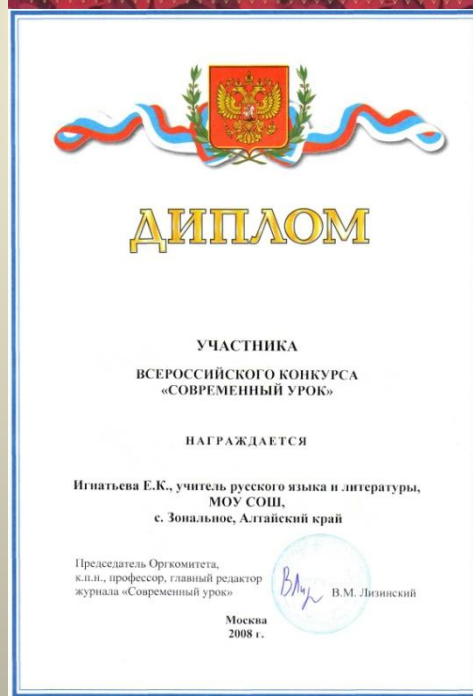 ДИПЛОМ
УЧАСТНИКА
ВСЕРОССИЙСКОГО КОНКУРСА
«СОВРЕМЕННЫЙ УРОК»
НАГРАЖДАЕТСЯ
Игнатьева Е.К., учитель русского языка и литературы,
МОУ СОШ,
с. Зональное, Алтайский край
Председатель Оргкомитета,
к.п.н., профессор, главный редактор
журнала «Современный урок»
В.М. Лизинский
Москва
2008 г.